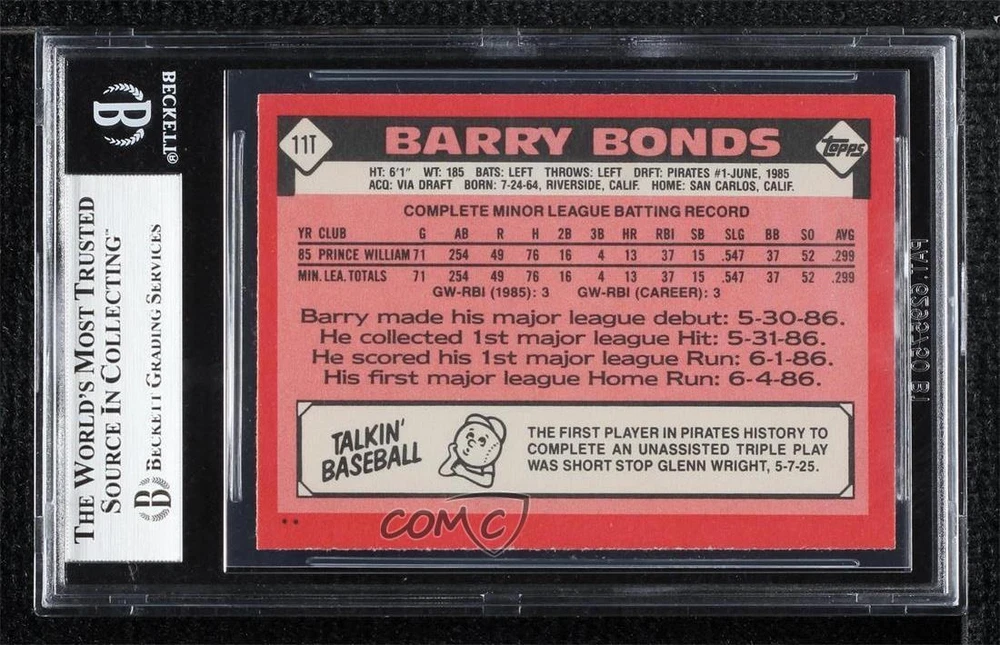 BECKETT®
B
THE WORLD'S MOST TRUSTED
SOURCE IN COLLECTING™
BECKETT GRADING SERVICES
11T
BARRY BONDS
Topps
HT: 6'1" WT: 185 BATS: LEFT THROWS: LEFT DRFT: PIRATES #1-JUNE, 1985
ACQ: VIA DRAFT BORN: 7-24-64, RIVERSIDE, CALIF. HOME: SAN CARLOS, CALIF.
COMPLETE MINOR LEAGUE BATTING RECORD
YR CLUB G AB R H 2B 3B HR RBI SB SLG BB SO AVG
85 PRINCE WILLIAM 71 254 49 76 16 4 13 37 15 .547 37 52 .299
MIN. LEA. TOTALS 71 254 49 76 16 4 13 37 15 .547 37 52 .299
GW-RBI (1985): 3 GW-RBI (CAREER): 3
Barry made his major league debut: 5-30-86.
He collected 1st major league Hit: 5-31-86.
He scored his 1st major league Run: 6-1-86.
His first major league Home Run: 6-4-86.
TALKIN'
BASEBALL
THE FIRST PLAYER IN PIRATES HISTORY TO
COMPLETE AN UNASSISTED TRIPLE PLAY
WAS SHORT STOP GLENN WRIGHT, 5-7-25.
COMC